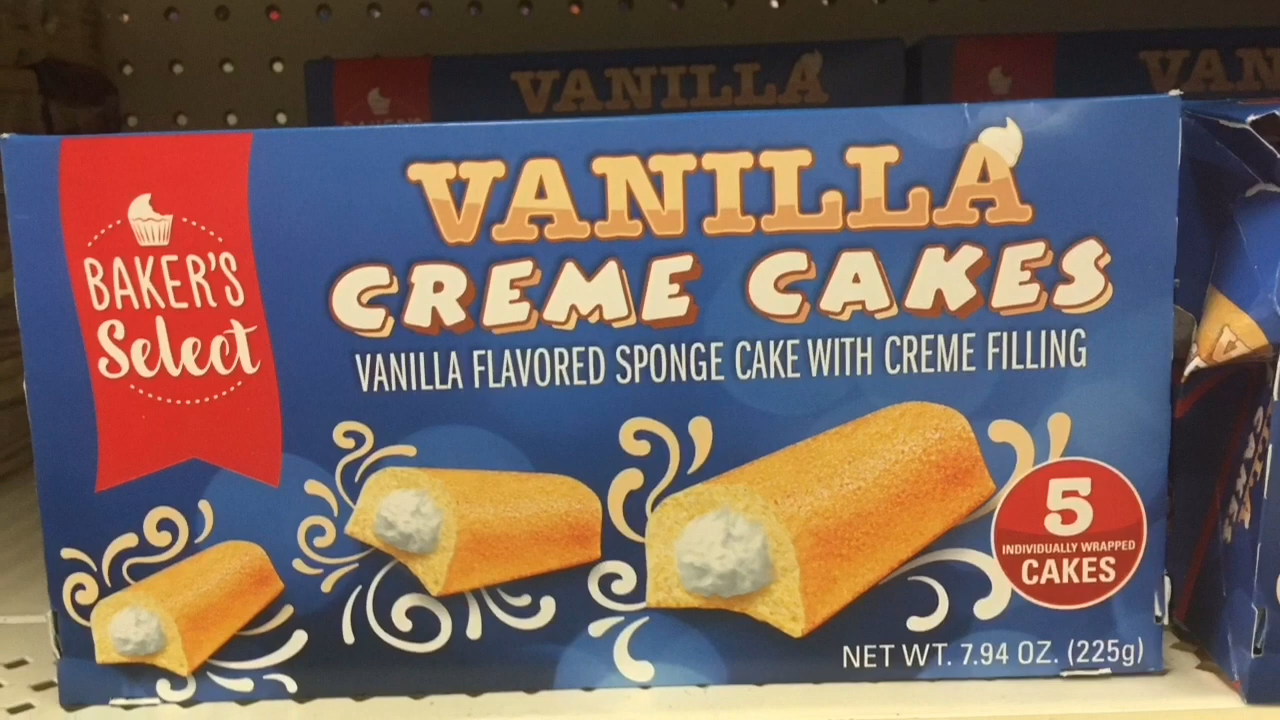 VANILLA
VAN
BAKER'S
Select
VANILLA
CREME CAKES
VANILLA FLAVORED SPONGE CAKE WITH CREME FILLING
5
INDIVIDUALLY WRAPPED
CAKES
NET WT. 7.94 OZ. (225g)